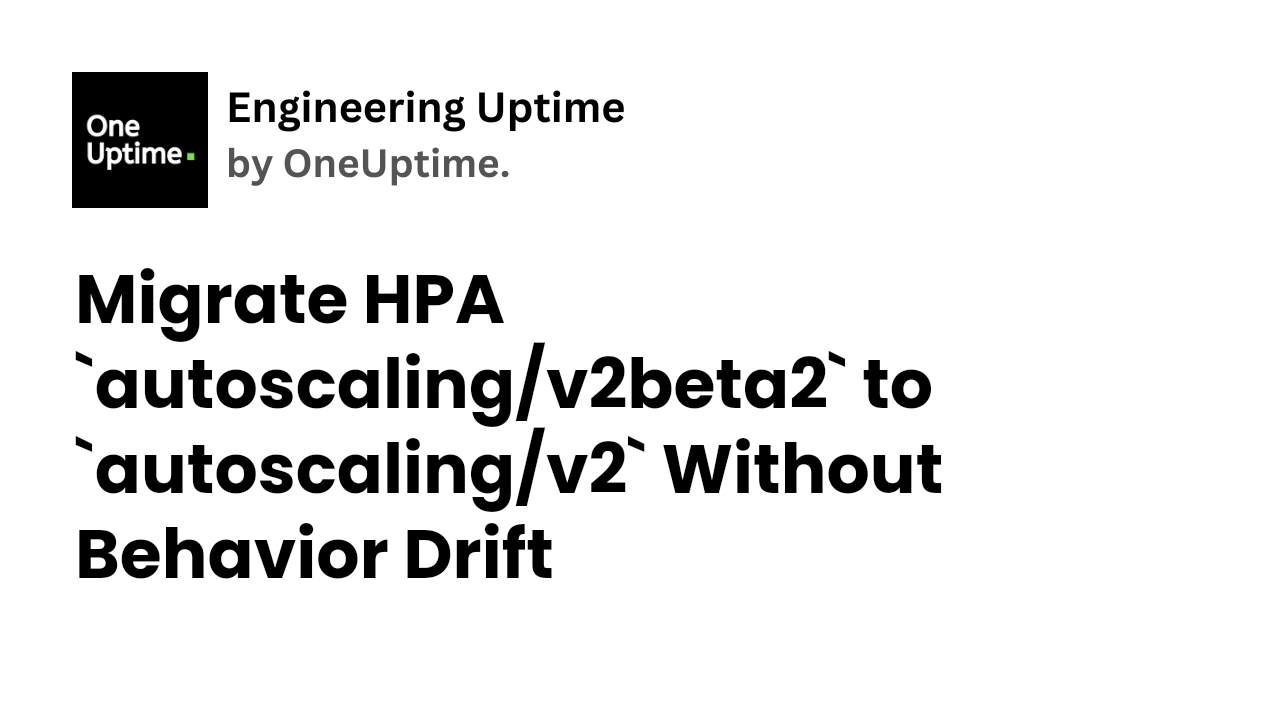 One
Uptime.
Engineering Uptime
by OneUptime.
Migrate HPA
`autoscaling/v2beta2` to
`autoscaling/v2` Without
Behavior Drift